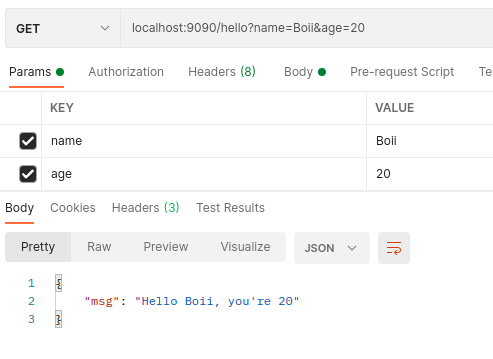 GET localhost:9090/hello?name=Boii&age=20
Params Authorization Headers (8) Body Pre-request Script Te
KEY VALUE
name Boii
age 20
Body Cookies Headers (3) Test Results
Pretty Raw Preview Visualize JSON
1 {
2 "msg": "Hello Boii, you're 20"
3 }